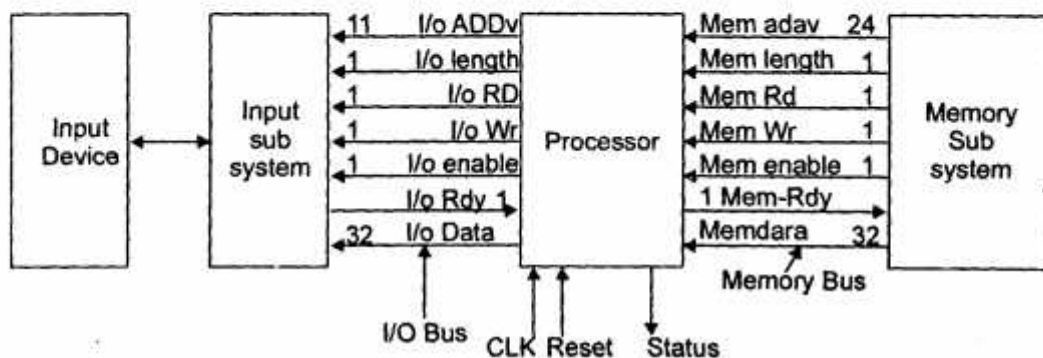 Input
Device
Input
sub
system
11 I/o ADDv
1 I/o length
1 I/o RD
1 I/o Wr
1 I/o enable
I/o Rdy 1
32 I/o Data
I/O Bus
Processor
CLK Reset Status
Mem adav 24
Mem length 1
Mem Rd 1
Mem Wr 1
Mem enable 1
1 Mem-Rdy
Memdara 32
Memory Bus
Memory
Sub
system